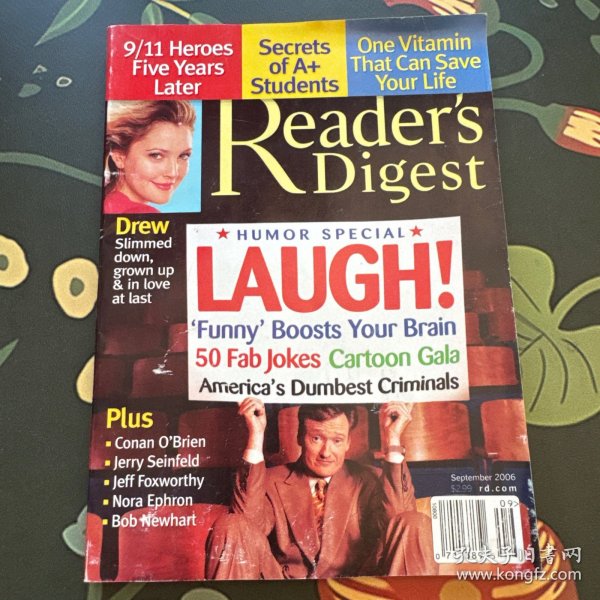 9/11 Heroes
Five Years
Later
Secrets
of A+
Students
One Vitamin
That Can Save
Your Life
Reader's
Digest
Drew
Slimmed
down,
grown up
& in love
at last
★ HUMOR SPECIAL ★
LAUGH!
'Funny' Boosts Your Brain
50 Fab Jokes Cartoon Gala
America's Dumbest Criminals
Plus
▪ Conan O'Brien
▪ Jerry Seinfeld
▪ Jeff Foxworthy
▪ Nora Ephron
▪ Bob Newhart
September 2006
$2.99 rd.com
09>
孔夫子旧书网
www.kongfz.com